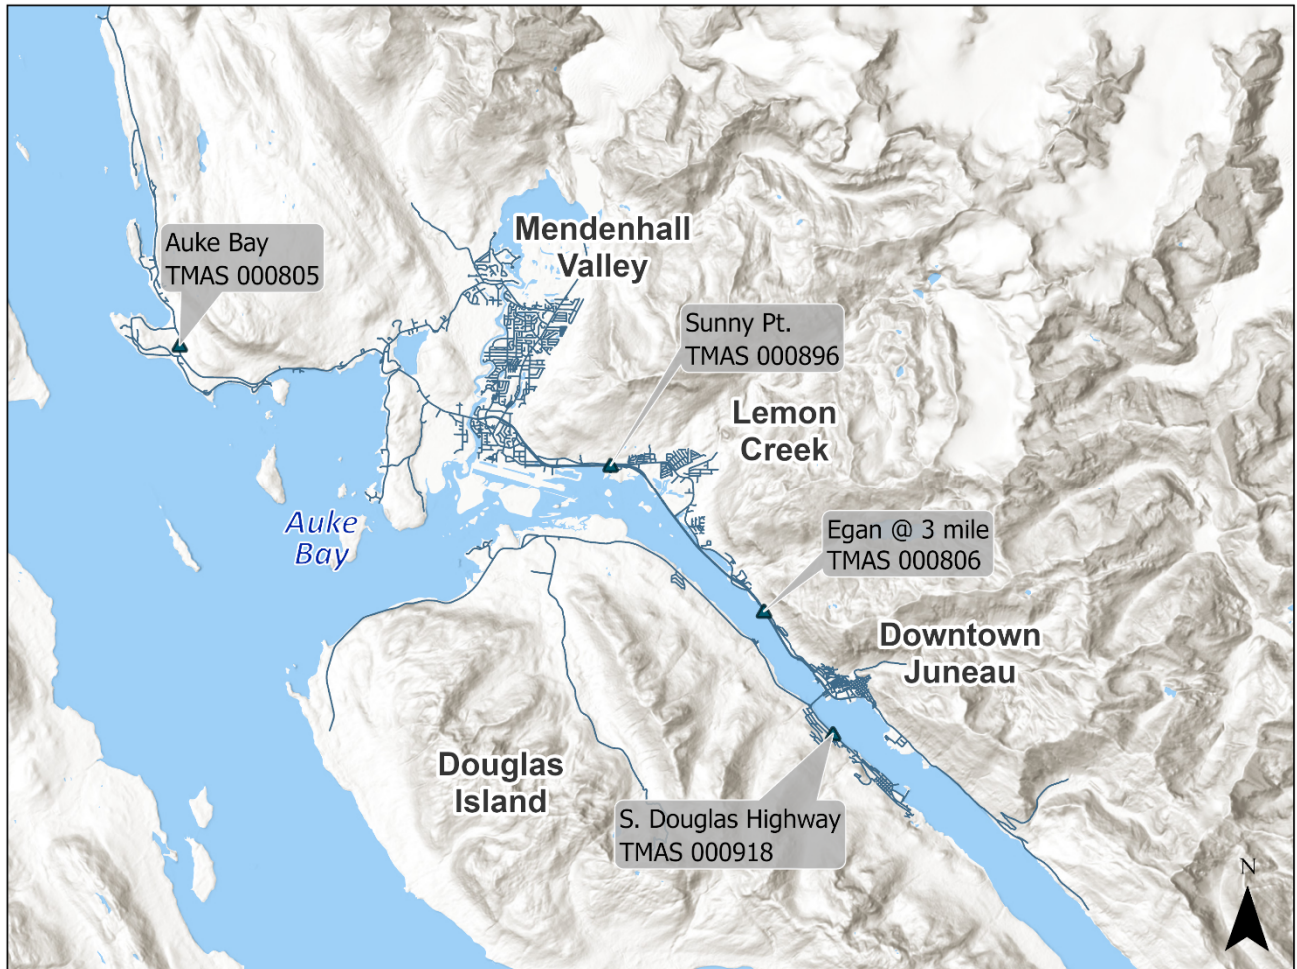 Mendenhall
Valley
Auke Bay
TMAS 000805
Sunny Pt.
TMAS 000896
Lemon
Creek
Auke
Bay
Egan @ 3 mile
TMAS 000806
Downtown
Juneau
Douglas
Island
S. Douglas Highway
TMAS 000918
N